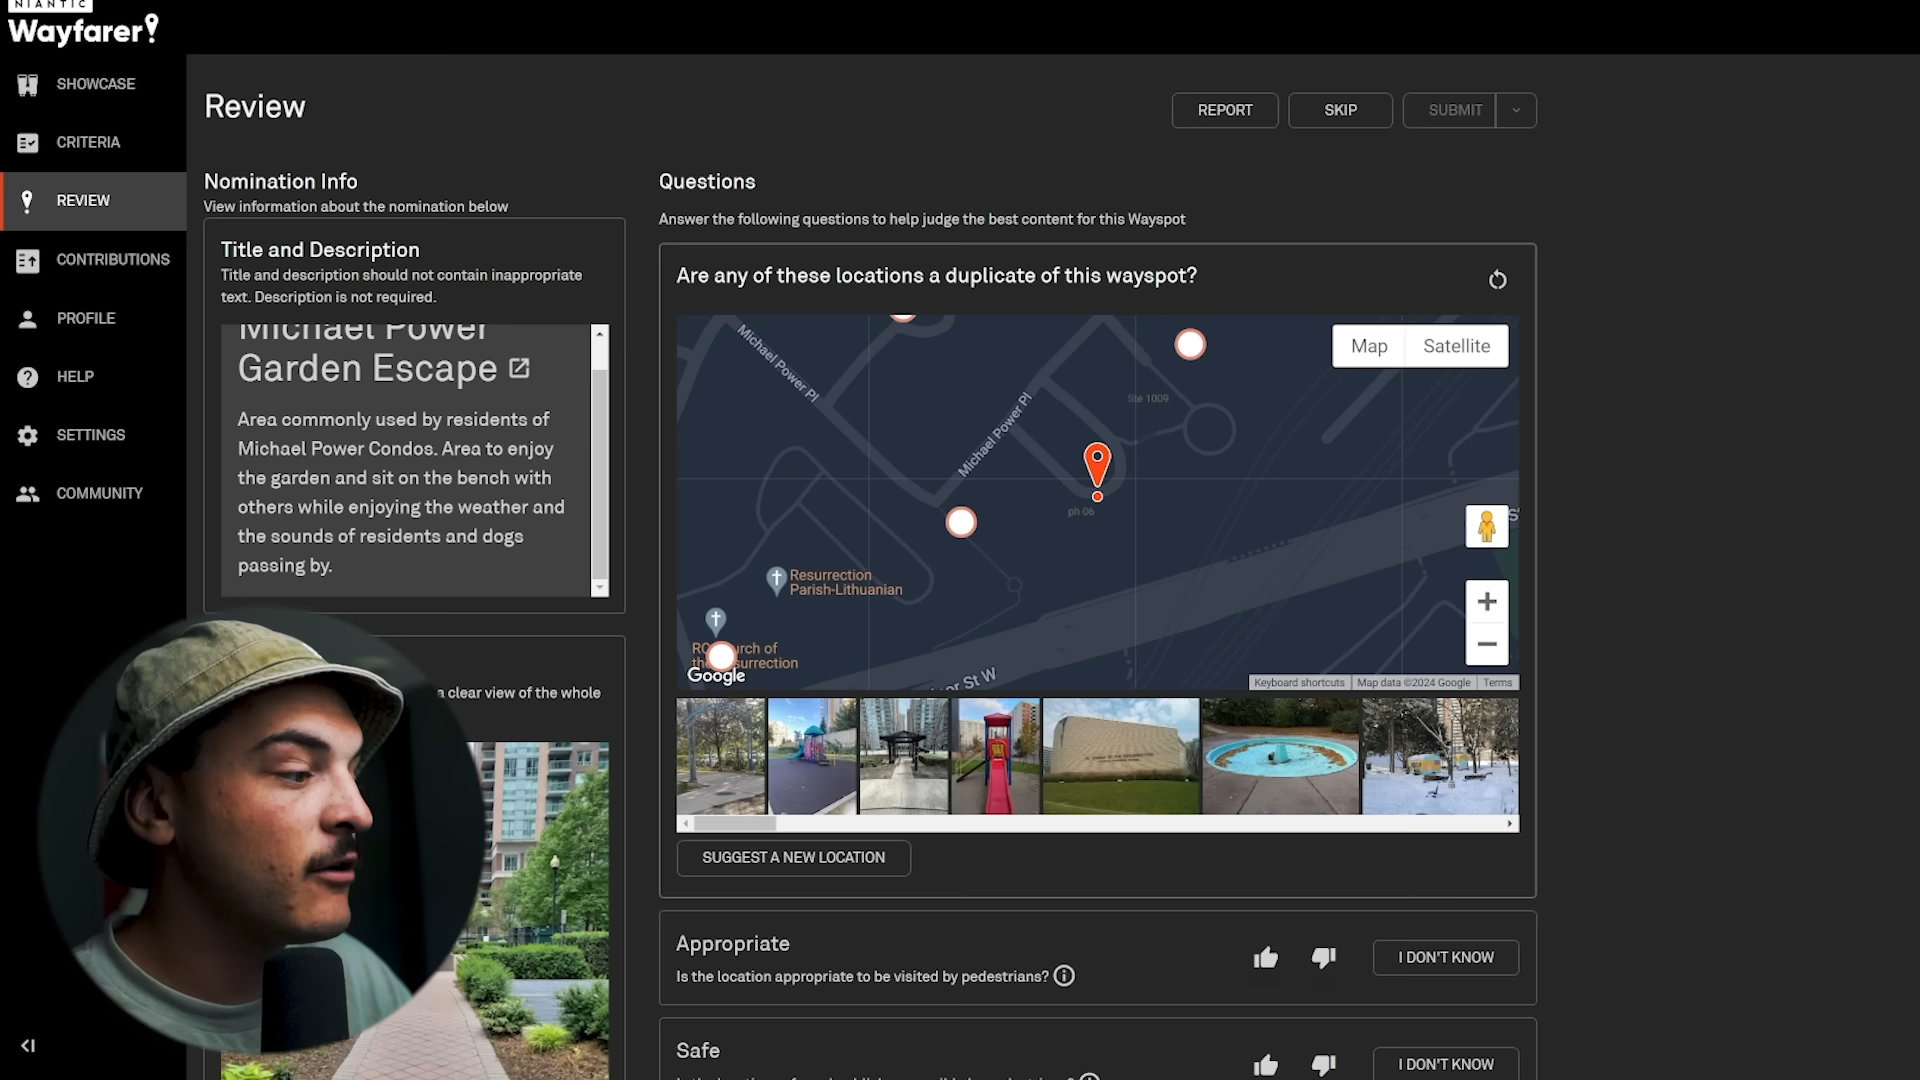 NIANTIC
Wayfarer
SHOWCASE
CRITERIA
REVIEW
CONTRIBUTIONS
PROFILE
HELP
SETTINGS
COMMUNITY
Review
REPORT
SKIP
SUBMIT
Nomination Info
View information about the nomination below
Title and Description
Title and description should not contain inappropriate
text. Description is not required.
Michael Power
Garden Escape
Area commonly used by residents of
Michael Power Condos. Area to enjoy
the garden and sit on the bench with
others while enjoying the weather and
the sounds of residents and dogs
passing by.
a clear view of the whole
Questions
Answer the following questions to help judge the best content for this Wayspot
Are any of these locations a duplicate of this wayspot?
Michael Power Pl
Michael Power Pl
Ste 1009
ph 06
Map
Satellite
Resurrection
Parish-Lithuanian
St W
Google
Keyboard shortcuts
Map data ©2024 Google
Terms
SUGGEST A NEW LOCATION
Appropriate
Is the location appropriate to be visited by pedestrians?
I DON'T KNOW
Safe
I DON'T KNOW